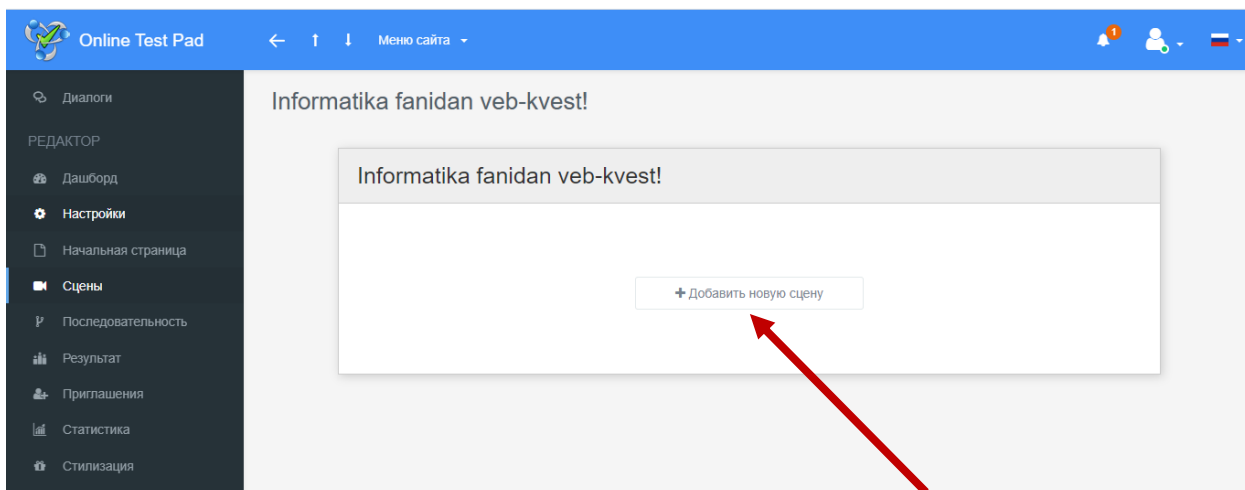 Online Test Pad
Меню сайта
1
Диалоги
РЕДАКТОР
Дашборд
Настройки
Начальная страница
Сцены
Последовательность
Результат
Приглашения
Статистика
Стилизация
Informatika fanidan veb-kvest!
Informatika fanidan veb-kvest!
+ Добавить новую сцену